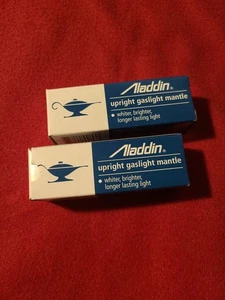 Aladdin®
upright gaslight mantle
• whiter, brighter,
longer lasting light
Aladdin®
upright gaslight mantle
• whiter, brighter,
longer lasting light